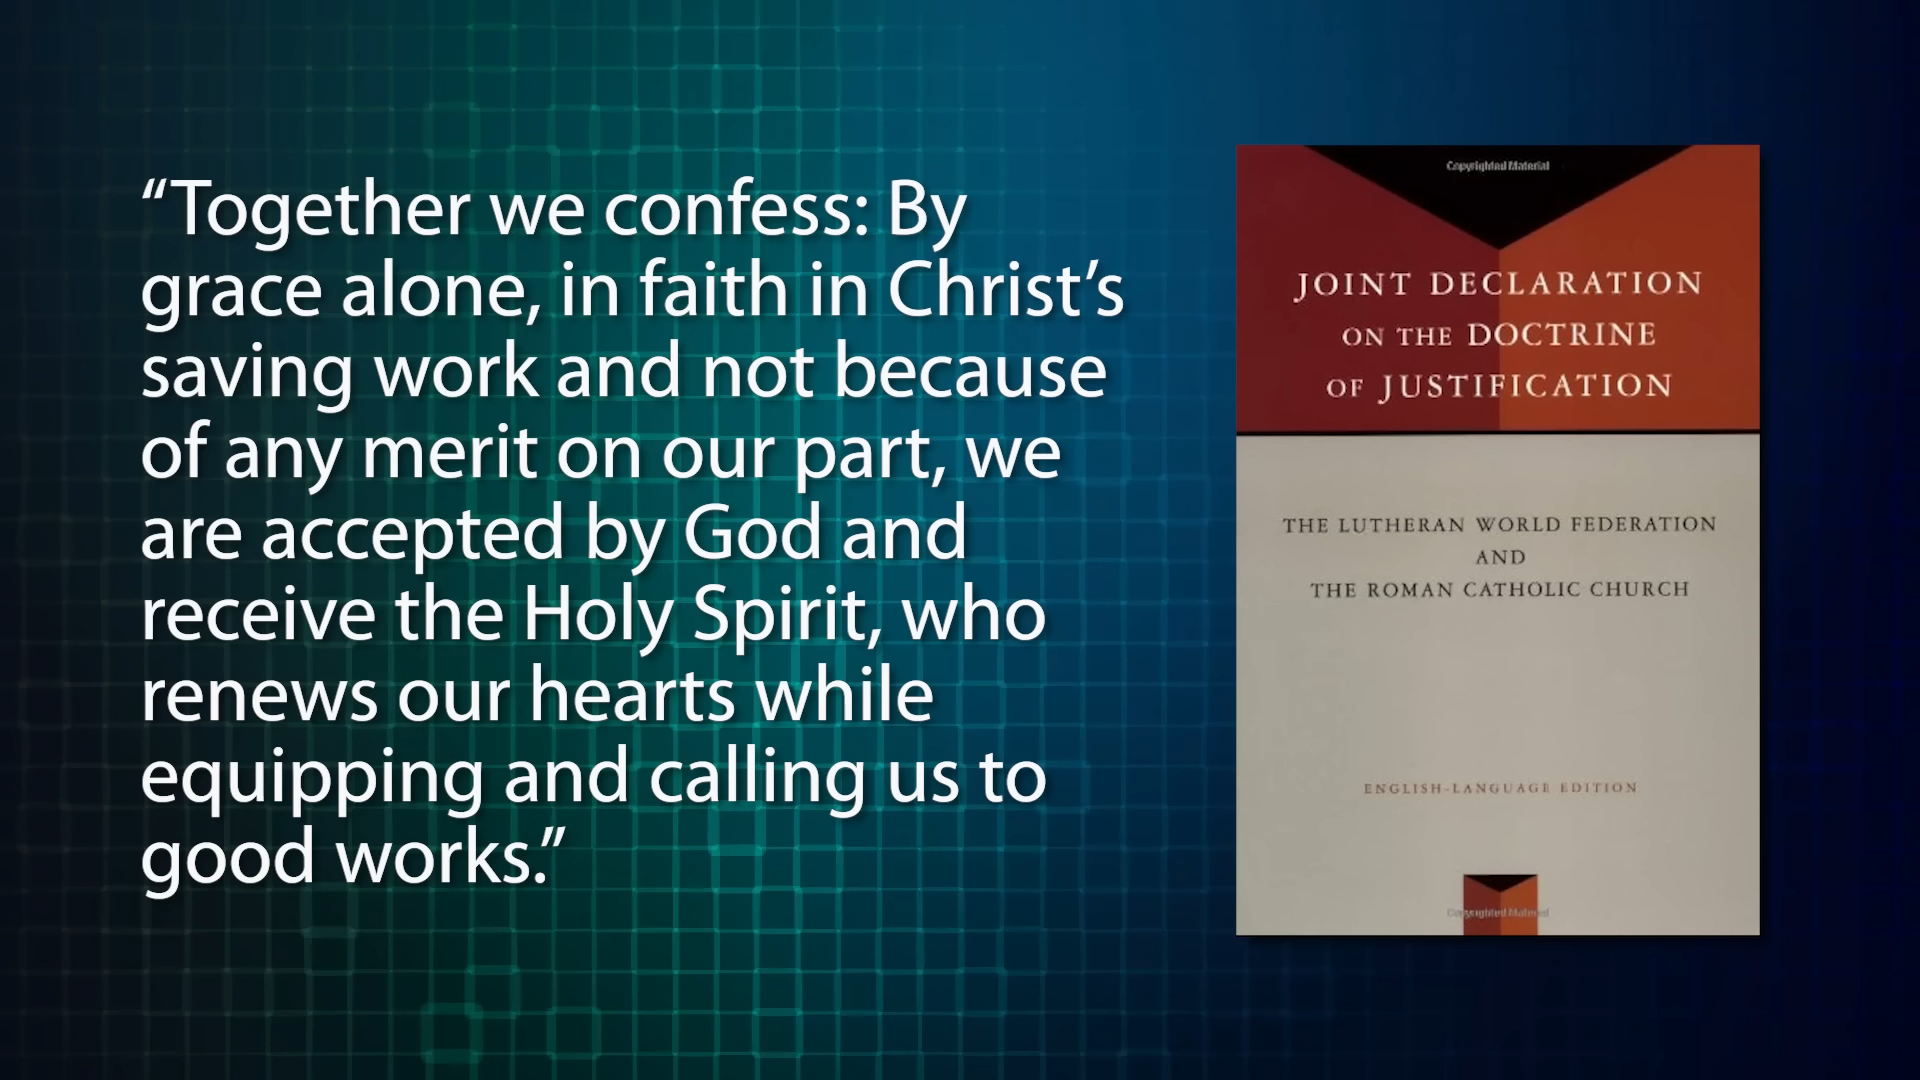 “Together we confess: By
grace alone, in faith in Christ’s
saving work and not because
of any merit on our part, we
are accepted by God and
receive the Holy Spirit, who
renews our hearts while
equipping and calling us to
good works.”
Copyrighted Material
JOINT DECLARATION
ON THE DOCTRINE
OF JUSTIFICATION
THE LUTHERAN WORLD FEDERATION
AND
THE ROMAN CATHOLIC CHURCH
ENGLISH-LANGUAGE EDITION
Copyrighted Material